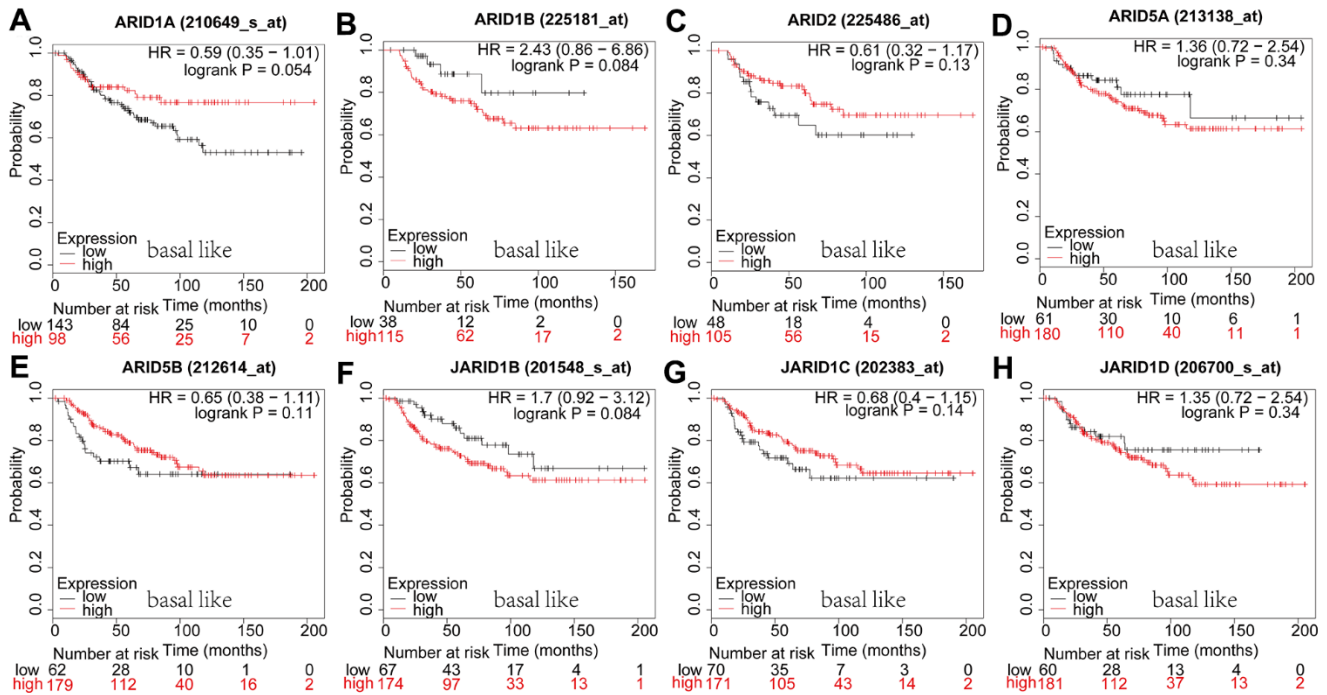 A
ARID1A (210649_s_at)
HR = 0.59 (0.35 − 1.01)
logrank P = 0.054
Probability
1.0
0.8
0.6
0.4
0.2
0.0
Expression
low
high
basal like
0 50 100 150 200
Number at risk Time (months)
low 143 84 25 10 0
high 98 56 25 7 2
B
ARID1B (225181_at)
HR = 2.43 (0.86 − 6.86)
logrank P = 0.084
Probability
1.0
0.8
0.6
0.4
0.2
0.0
Expression
low
high
basal like
0 50 100 150
Number at risk Time (months)
low 38 12 2 0
high 115 62 17 2
C
ARID2 (225486_at)
HR = 0.61 (0.32 − 1.17)
logrank P = 0.13
Probability
1.0
0.8
0.6
0.4
0.2
0.0
Expression
low
high
basal like
0 50 100 150
Number at risk Time (months)
low 48 18 4 0
high 105 56 15 2
D
ARID5A (213138_at)
HR = 1.36 (0.72 − 2.54)
logrank P = 0.34
Probability
1.0
0.8
0.6
0.4
0.2
0.0
Expression
low
high
basal like
0 50 100 150 200
Number at risk Time (months)
low 61 30 10 6 1
high 180 110 40 11 1
E
ARID5B (212614_at)
HR = 0.65 (0.38 − 1.11)
logrank P = 0.11
Probability
1.0
0.8
0.6
0.4
0.2
0.0
Expression
low
high
basal like
0 50 100 150 200
Number at risk Time (months)
low 62 28 10 1 0
high 179 112 40 16 2
F
JARID1B (201548_s_at)
HR = 1.7 (0.92 − 3.12)
logrank P = 0.084
Probability
1.0
0.8
0.6
0.4
0.2
0.0
Expression
low
high
basal like
0 50 100 150 200
Number at risk Time (months)
low 67 43 17 4 1
high 174 97 33 13 1
G
JARID1C (202383_at)
HR = 0.68 (0.4 − 1.15)
logrank P = 0.14
Probability
1.0
0.8
0.6
0.4
0.2
0.0
Expression
low
high
basal like
0 50 100 150 200
Number at risk Time (months)
low 70 35 7 3 0
high 171 105 43 14 2
H
JARID1D (206700_s_at)
HR = 1.35 (0.72 − 2.54)
logrank P = 0.34
Probability
1.0
0.8
0.6
0.4
0.2
0.0
Expression
low
high
basal like
0 50 100 150 200
Number at risk Time (months)
low 60 28 13 4 0
high 181 112 37 13 2